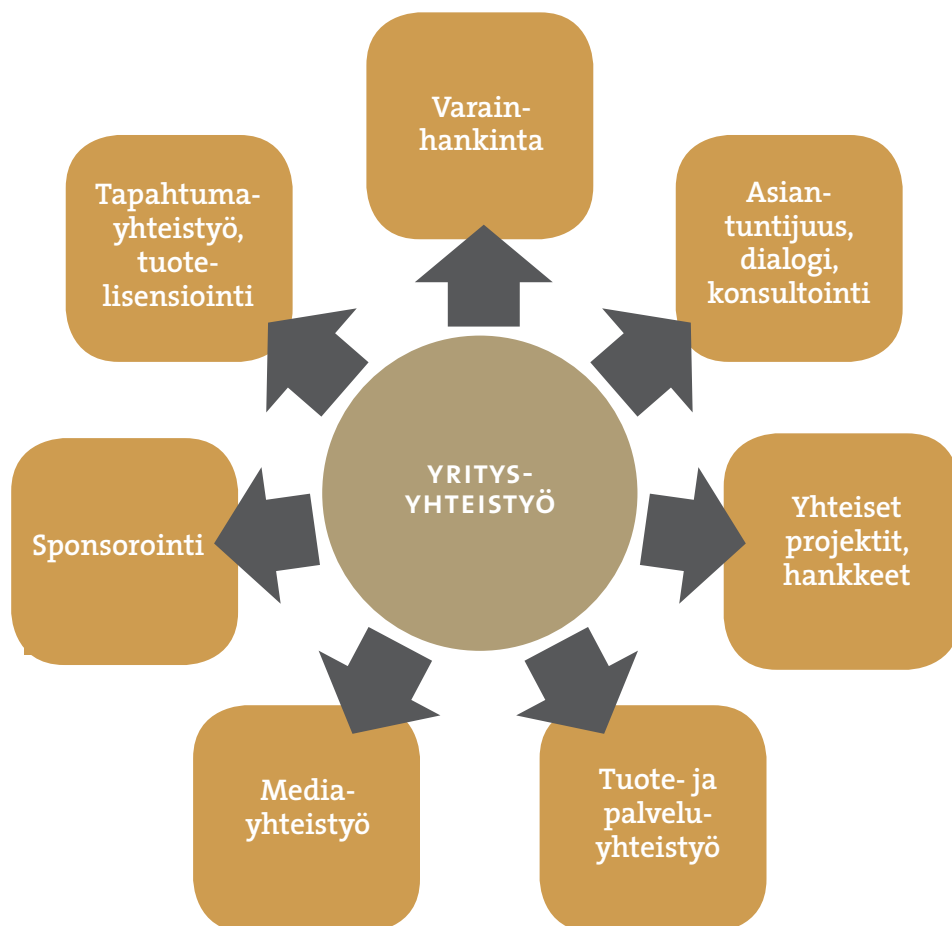 Varain-
hankinta
Tapahtuma-
yhteistyö,
tuote-
lisensiointi
Asian-
tuntijuus,
dialogi,
konsultointi
YRITYS-
YHTEISTYÖ
Sponsorointi
Yhteiset
projektit,
hankkeet
Media-
yhteistyö
Tuote- ja
palvelu-
yhteistyö